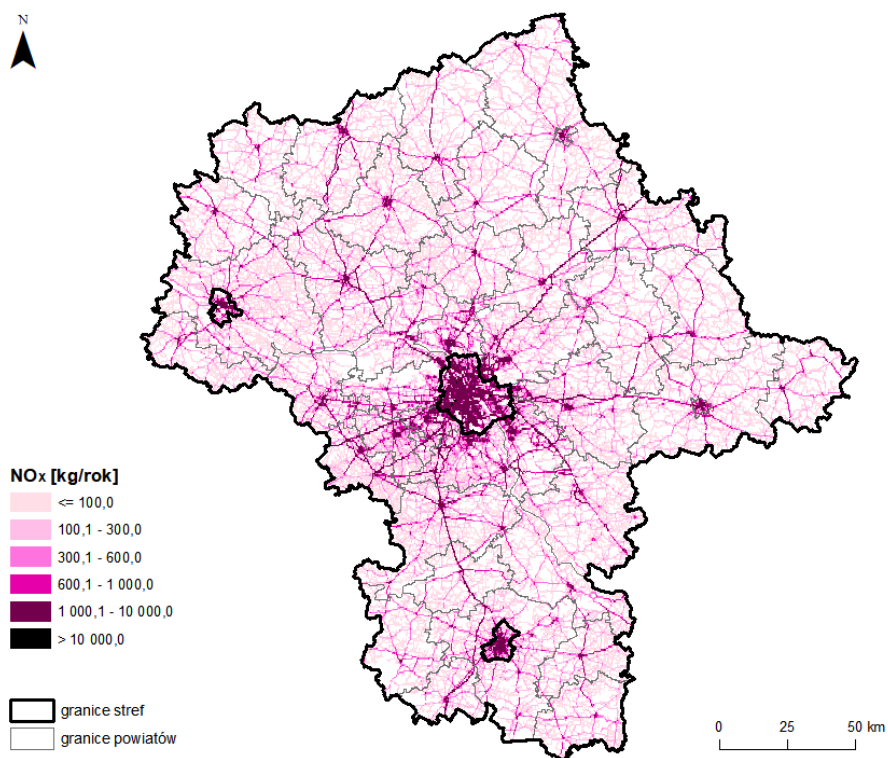 N
NOx [kg/rok]
<= 100,0
100,1 - 300,0
300,1 - 600,0
600,1 - 1 000,0
1 000,1 - 10 000,0
> 10 000,0
granice stref
granice powiatów
0 25 50 km